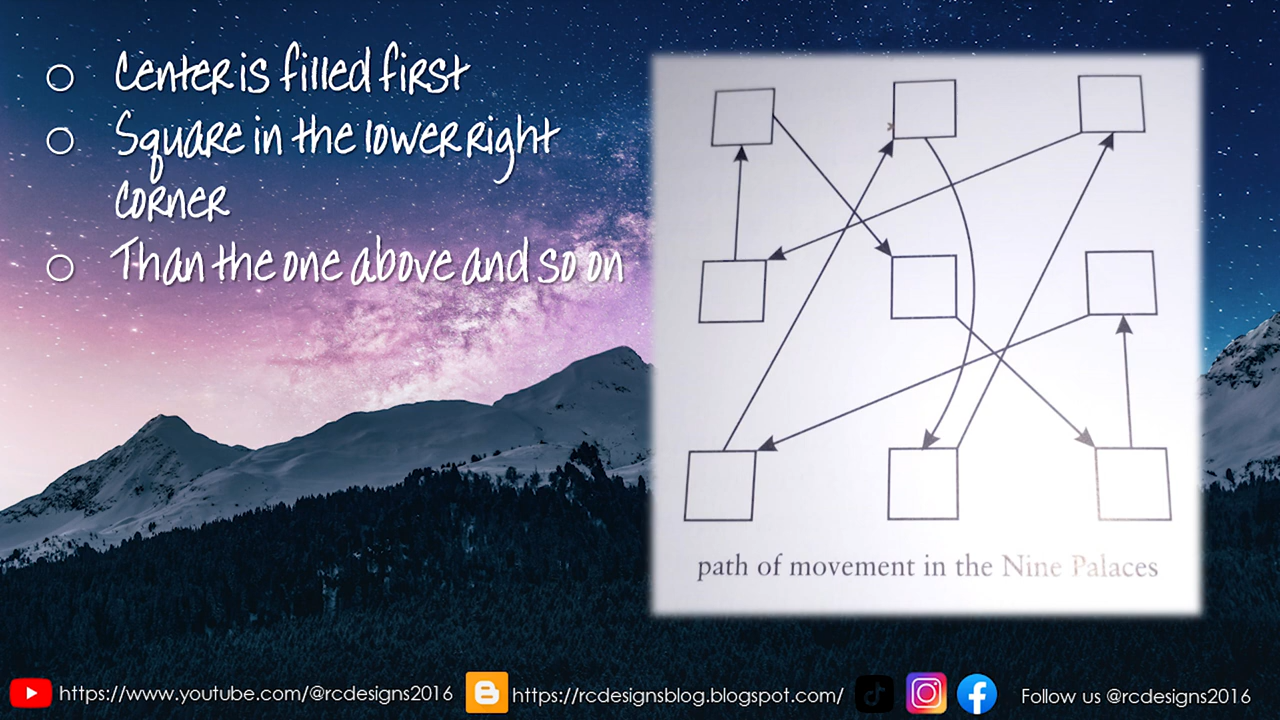 Center is filled first
Square in the lower right
corner
Than the one above and so on
path of movement in the Nine Palaces
https://www.youtube.com/@rcdesigns2016
https://rcdesignsblog.blogspot.com/
Follow us @rcdesigns2016